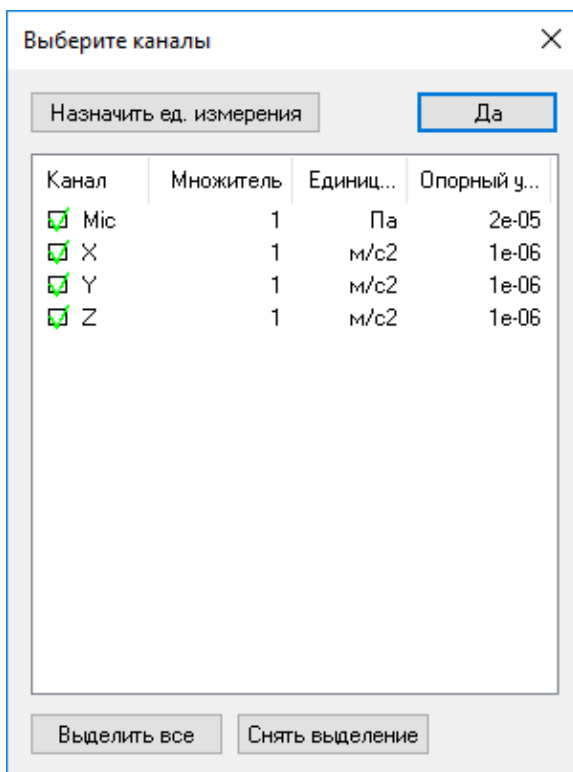 Выберите каналы
Назначить ед. измерения Да
Канал Множитель Единиц... Опорный у...
Mic 1 Па 2e-05
X 1 м/с2 1e-06
Y 1 м/с2 1e-06
Z 1 м/с2 1e-06
Выделить все Снять выделение